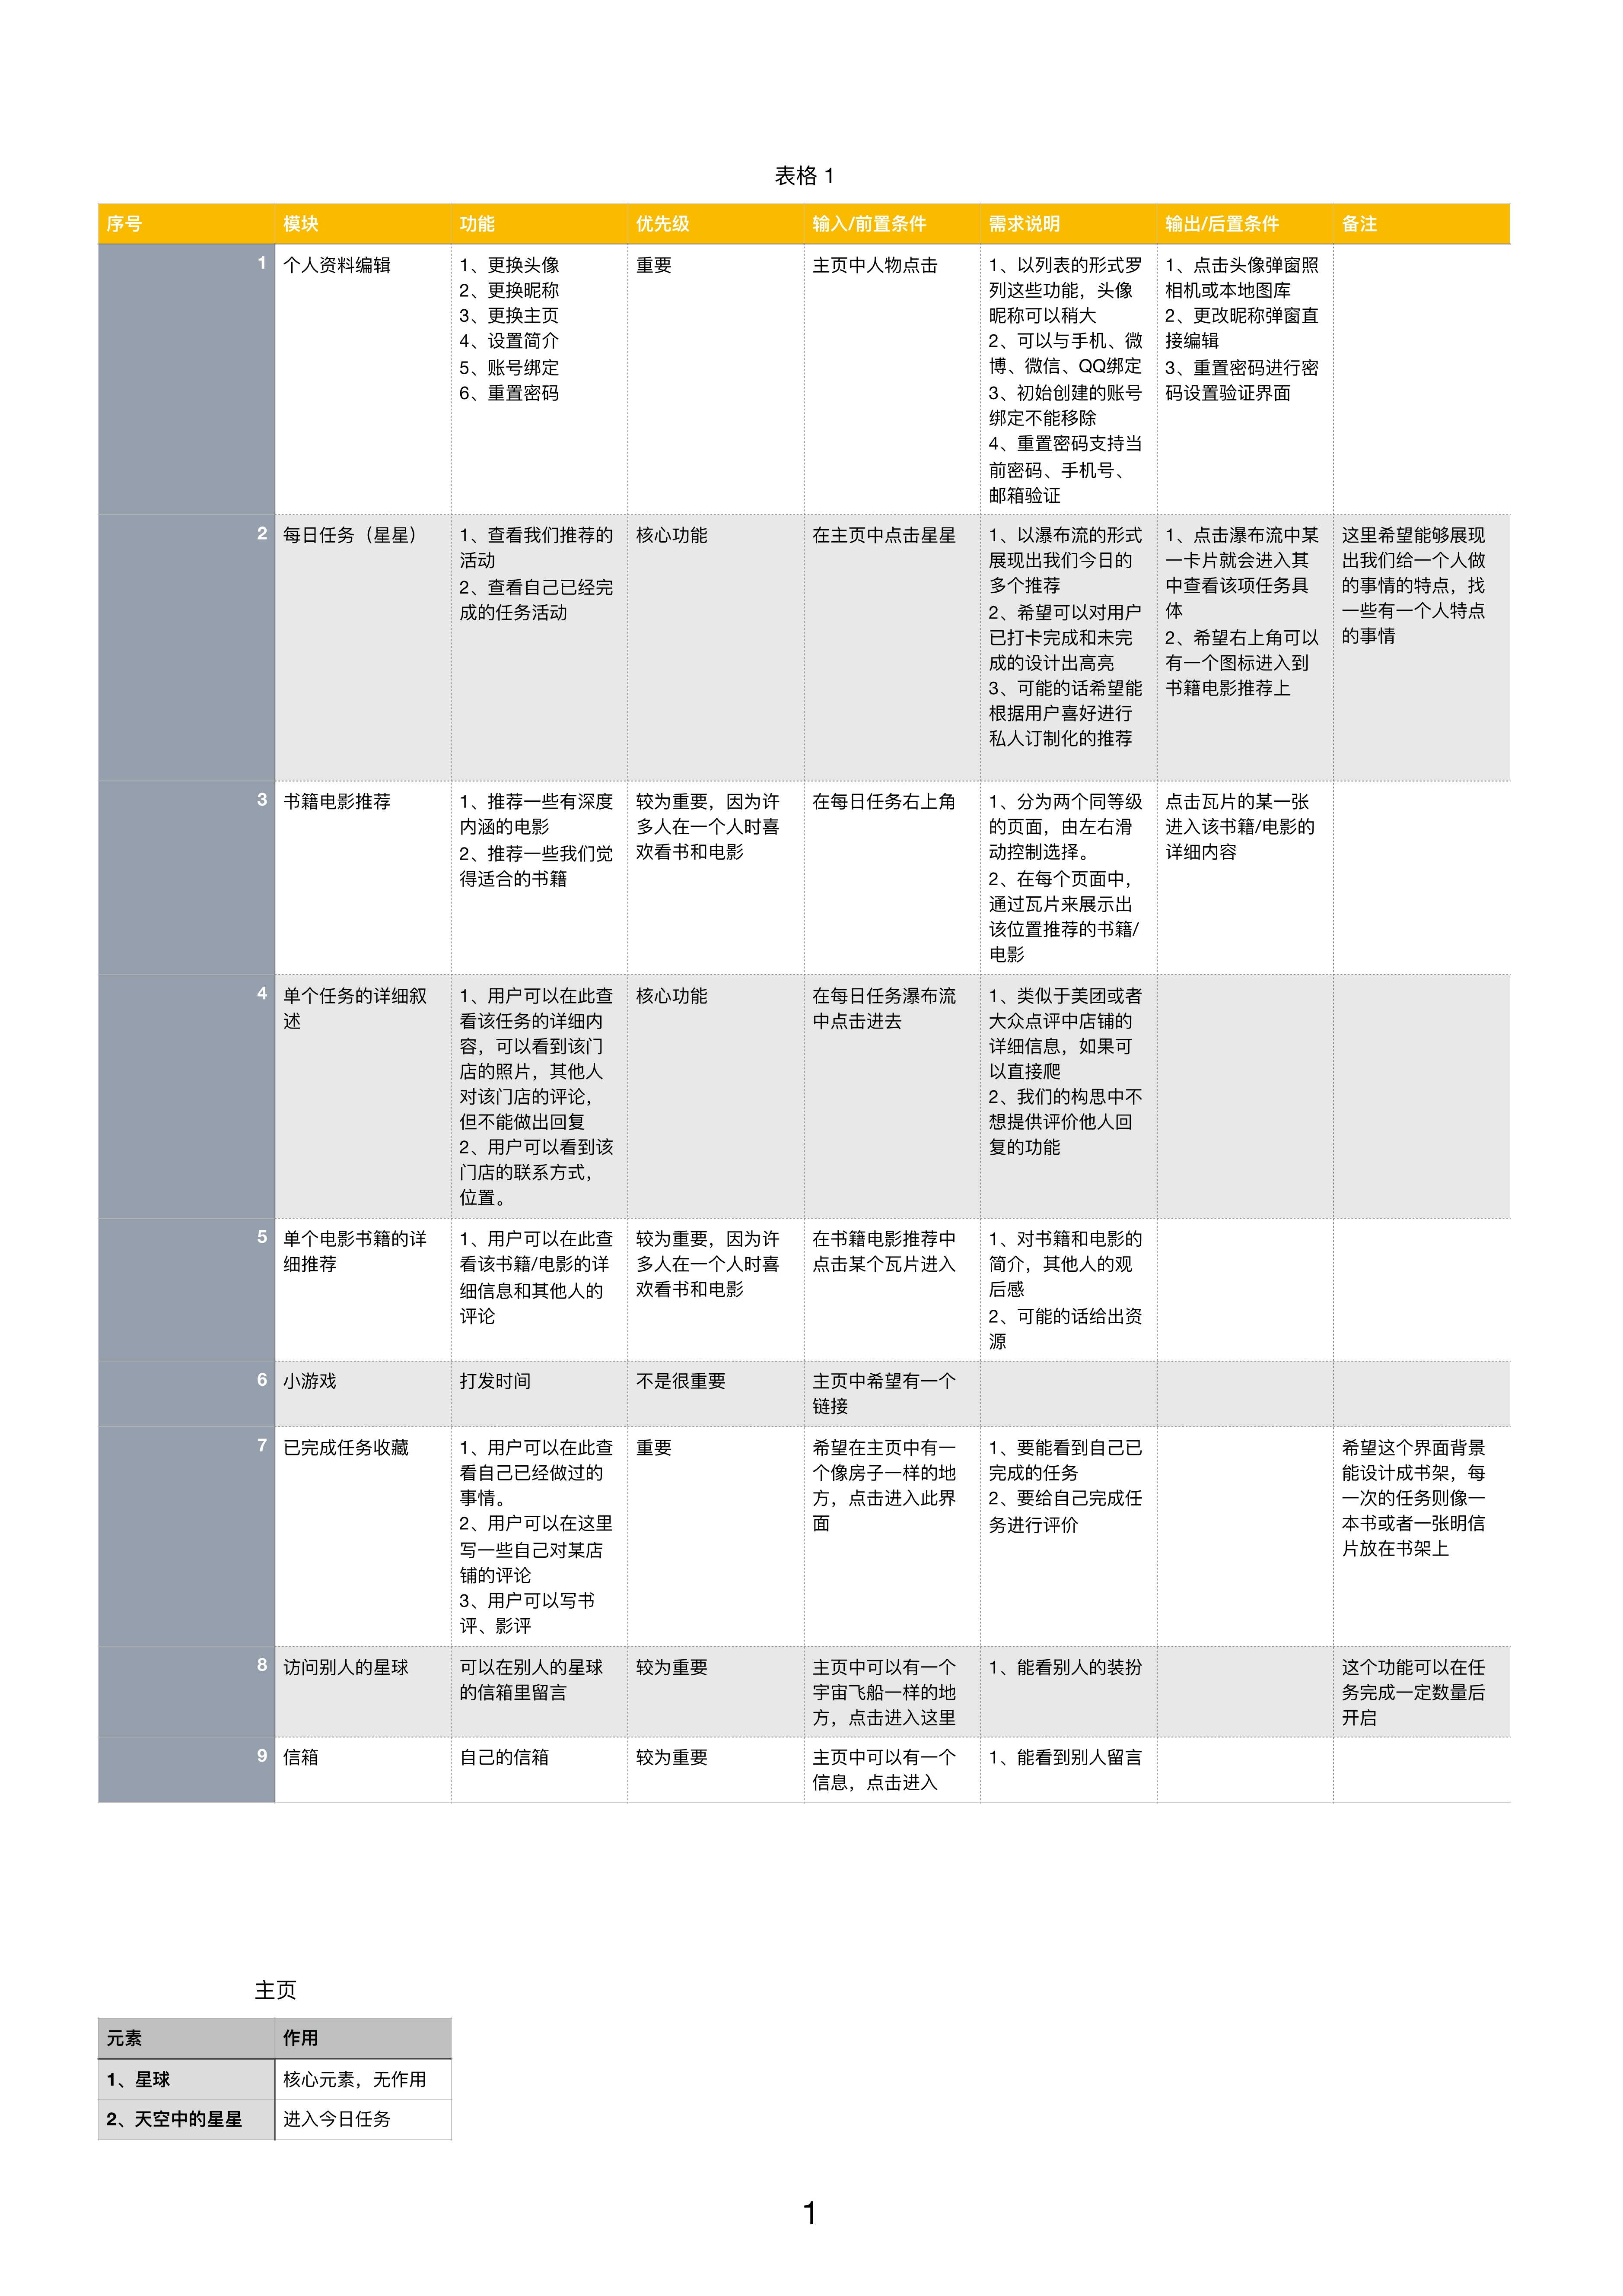 表格 1
序号 模块 功能 优先级 输入/前置条件 需求说明 输出/后置条件 备注
1
个人资料编辑
1、更换头像
2、更换昵称
3、更换主页
4、设置简介
5、账号绑定
6、重置密码
重要
主页中人物点击
1、以列表的形式罗
列这些功能，头像
昵称可以稍大
2、可以与手机、微
博、微信、QQ绑定
3、初始创建的账号
绑定不能移除
4、重置密码支持当
前密码、手机号、
邮箱验证
1、点击头像弹窗照
相机或本地图库
2、更改昵称弹窗直
接编辑
3、重置密码进行密
码设置验证界面
2
每日任务（星星）
1、查看我们推荐的
活动
2、查看自己已经完
成的任务活动
核心功能
在主页中点击星星
1、以瀑布流的形式
展现出我们今日的
多个推荐
2、希望可以对用户
已打卡完成和未完
成的设计出高亮
3、可能的话希望能
根据用户喜好进行
私人订制化的推荐
1、点击瀑布流中某
一卡片就会进入其
中查看该项任务具
体
2、希望右上角可以
有一个图标进入到
书籍电影推荐上
这里希望能够展现
出我们给一个人做
的事情的特点，找
一些有一个人特点
的事情
3
书籍电影推荐
1、推荐一些有深度
内涵的电影
2、推荐一些我们觉
得适合的书籍
较为重要，因为许
多人在一个人时喜
欢看书和电影
在每日任务右上角
1、分为两个同等级
的页面，由左右滑
动控制选择。
2、在每个页面中，
通过瓦片来展示出
该位置推荐的书籍/
电影
点击瓦片的某一张
进入该书籍/电影的
详细内容
4
单个任务的详细叙
述
1、用户可以在此查
看该任务的详细内
容，可以看到该门
店的照片，其他人
对该门店的评论，
但不能做出回复
2、用户可以看到该
门店的联系方式，
位置。
核心功能
在每日任务瀑布流
中点击进去
1、类似于美团或者
大众点评中店铺的
详细信息，如果可
以直接爬
2、我们的构思中不
想提供评价他人回
复的功能
5
单个电影书籍的详
细推荐
1、用户可以在此查
看该书籍/电影的详
细信息和其他人的
评论
较为重要，因为许
多人在一个人时喜
欢看书和电影
在书籍电影推荐中
点击某个瓦片进入
1、对书籍和电影的
简介，其他人的观
后感
2、可能的话给出资
源
6
小游戏
打发时间
不是很重要
主页中希望有一个
链接
7
已完成任务收藏
1、用户可以在此查
看自己已经做过的
事情。
2、用户可以在这里
写一些自己对某店
铺的评论
3、用户可以写书
评、影评
重要
希望在主页中有一
个像房子一样的地
方，点击进入此界
面
1、要能看到自己已
完成的任务
2、要给自己完成任
务进行评价
希望这个界面背景
能设计成书架，每
一次的任务则像一
本书或者一张明信
片放在书架上
8
访问别人的星球
可以在别人的星球
的信箱里留言
较为重要
主页中可以有一个
宇宙飞船一样的地
方，点击进入这里
1、能看别人的装扮
这个功能可以在任
务完成一定数量后
开启
9
信箱
自己的信箱
较为重要
主页中可以有一个
信息，点击进入
1、能看到别人留言
主页
元素 作用
1、星球 核心元素，无作用
2、天空中的星星 进入今日任务
1